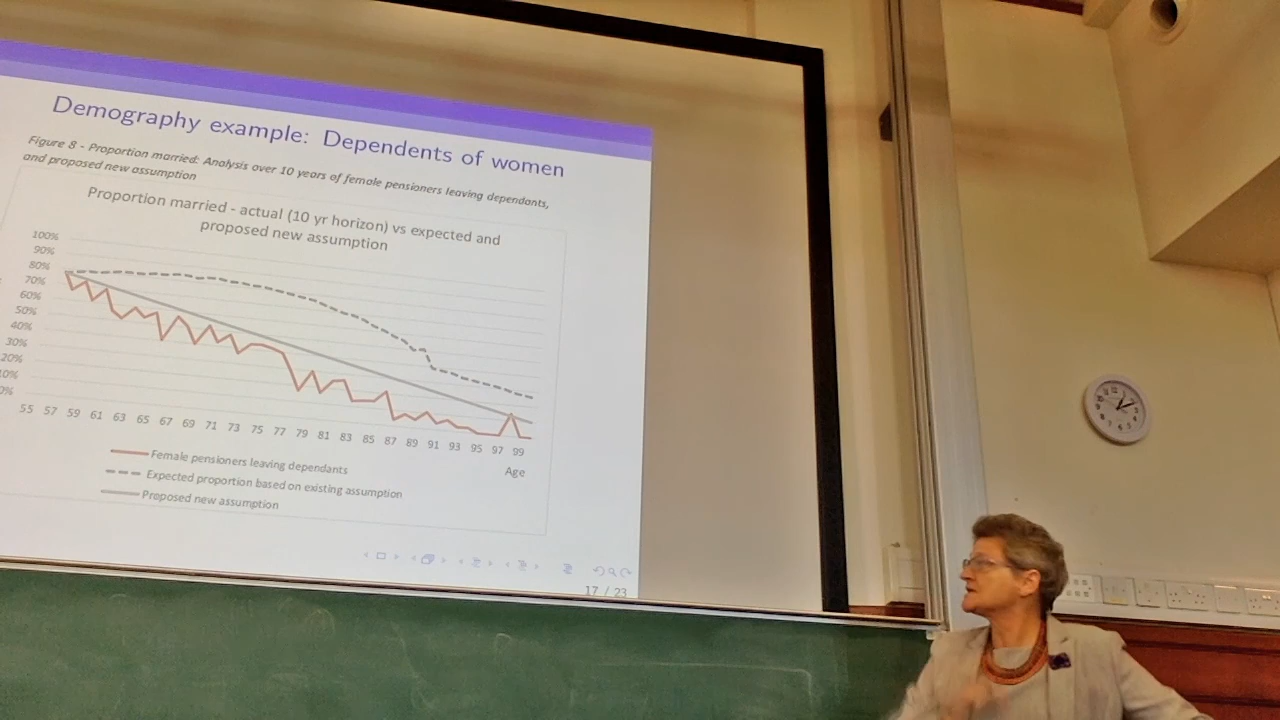 Demography example: Dependents of women
Figure 8 - Proportion married: Analysis over 10 years of female pensioners leaving dependants,
and proposed new assumption
Proportion married - actual (10 yr horizon) vs expected and
proposed new assumption
100%
90%
80%
70%
60%
50%
40%
30%
20%
10%
0%
55 57 59 61 63 65 67 69 71 73 75 77 79 81 83 85 87 89 91 93 95 97 99
Age
Female pensioners leaving dependants
Expected proportion based on existing assumption
Proposed new assumption
17 / 23